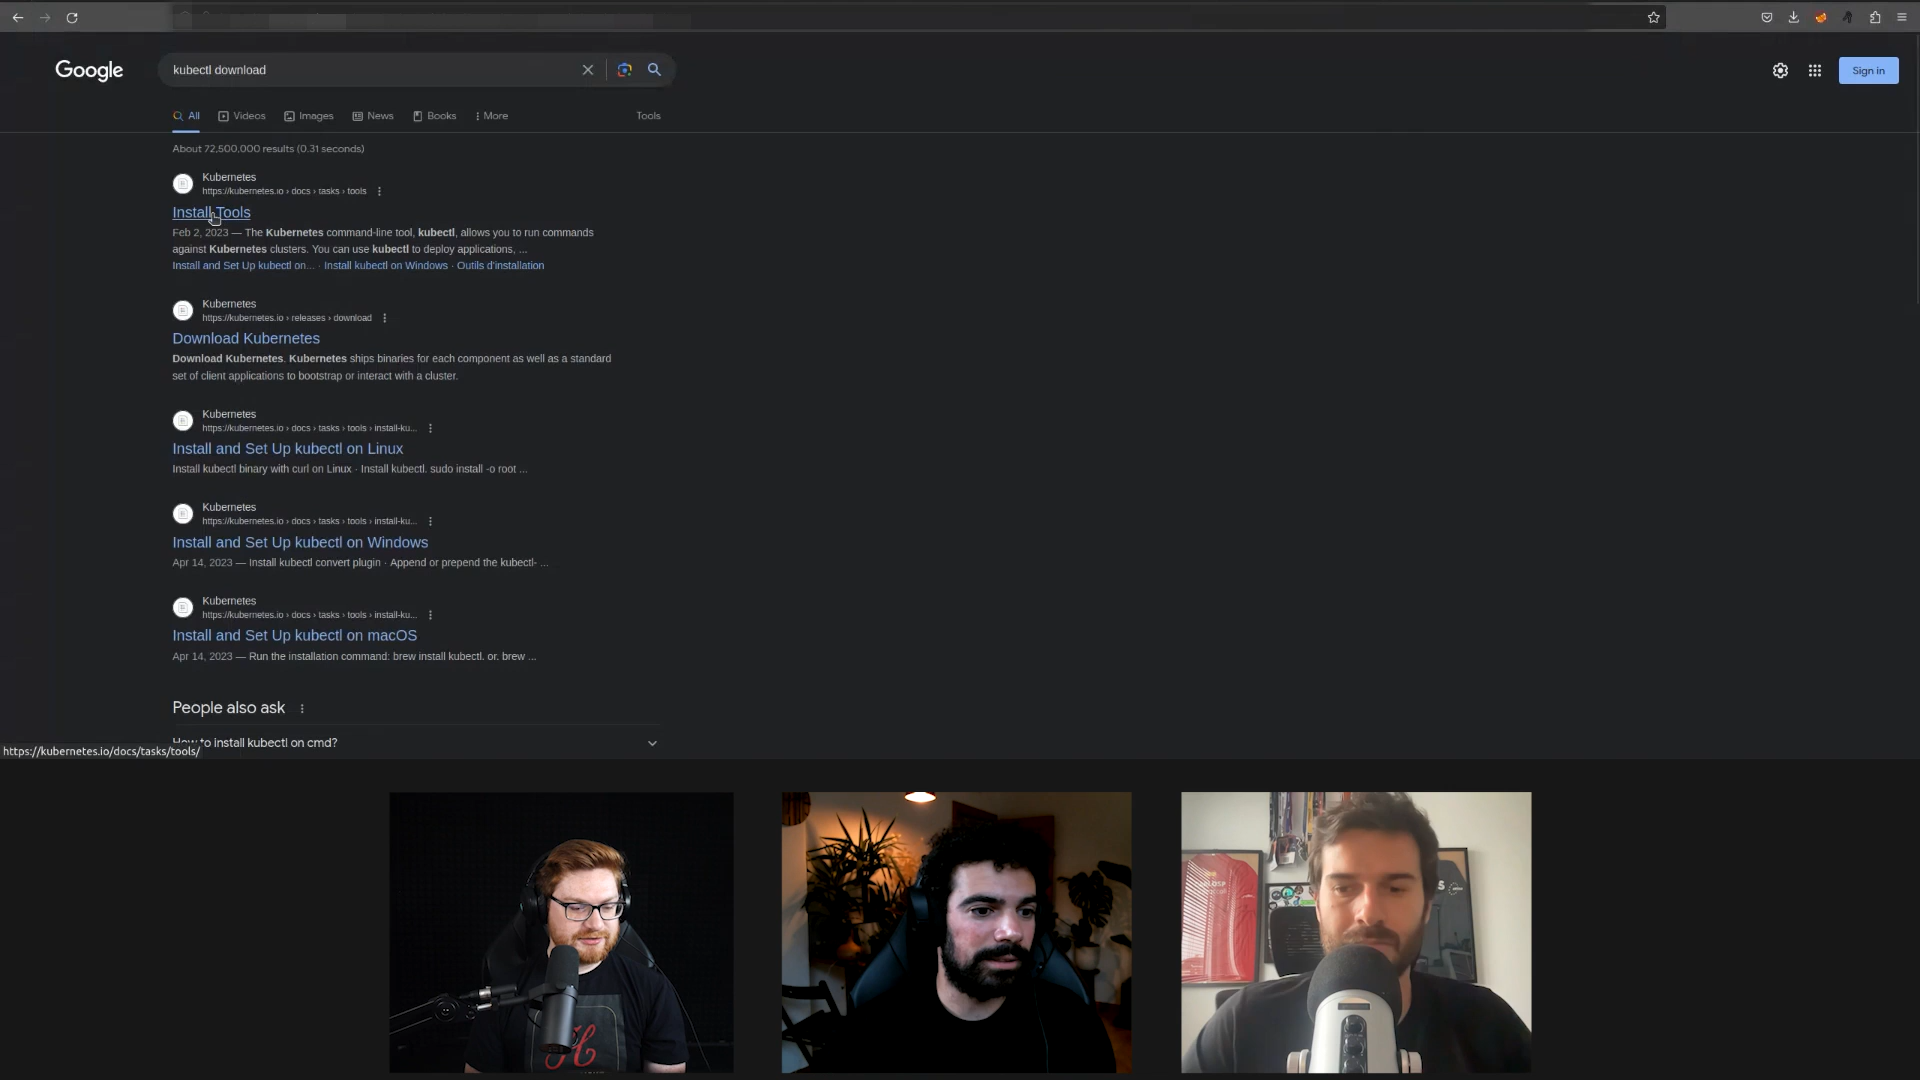 Google
kubectl download
Sign in
All
Videos
Images
News
Books
More
Tools
About 72,500,000 results (0.31 seconds)
Kubernetes
https://kubernetes.io › docs › tasks › tools
Install Tools
Feb 2, 2023 — The Kubernetes command-line tool, kubectl, allows you to run commands
against Kubernetes clusters. You can use kubectl to deploy applications, ...
Install and Set Up kubectl on... · Install kubectl on Windows · Outils d'installation
Kubernetes
https://kubernetes.io › releases › download
Download Kubernetes
Download Kubernetes. Kubernetes ships binaries for each component as well as a standard
set of client applications to bootstrap or interact with a cluster.
Kubernetes
https://kubernetes.io › docs › tasks › tools › install-ku...
Install and Set Up kubectl on Linux
Install kubectl binary with curl on Linux · Install kubectl. sudo install -o root ...
Kubernetes
https://kubernetes.io › docs › tasks › tools › install-ku...
Install and Set Up kubectl on Windows
Apr 14, 2023 — Install kubectl convert plugin · Append or prepend the kubectl- ...
Kubernetes
https://kubernetes.io › docs › tasks › tools › install-ku...
Install and Set Up kubectl on macOS
Apr 14, 2023 — Run the installation command: brew install kubectl. or. brew ...
People also ask
How to install kubectl on cmd?
https://kubernetes.io/docs/tasks/tools/